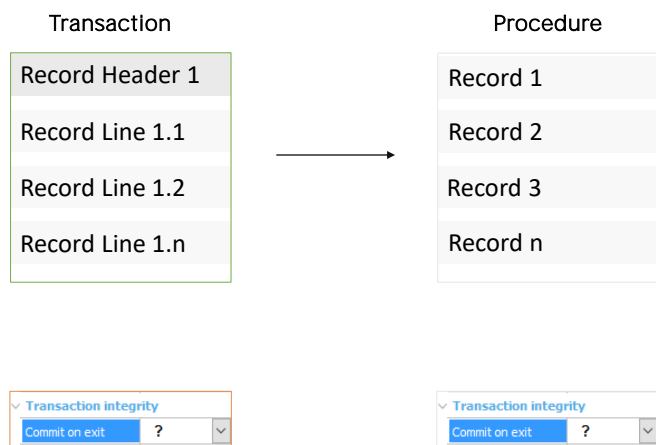 Transaction
Record Header 1
Record Line 1.1
Record Line 1.2
Record Line 1.n
Transaction integrity
Commit on exit ?
Procedure
Record 1
Record 2
Record 3
Record n
Transaction integrity
Commit on exit ?